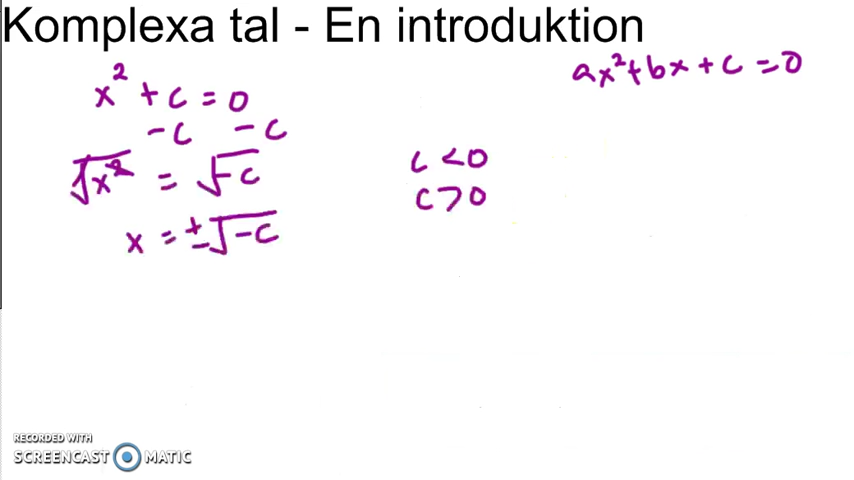 Komplexa tal - En introduktion
ax²+bx+c=0
x²+c=0
-c -c
√x² = √-c
x = ±√-c
c<0
c>0
RECORDED WITH
SCREENCAST MATIC